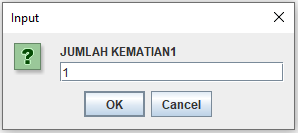 Input
?
JUMLAH KEMATIAN1
1
OK Cancel